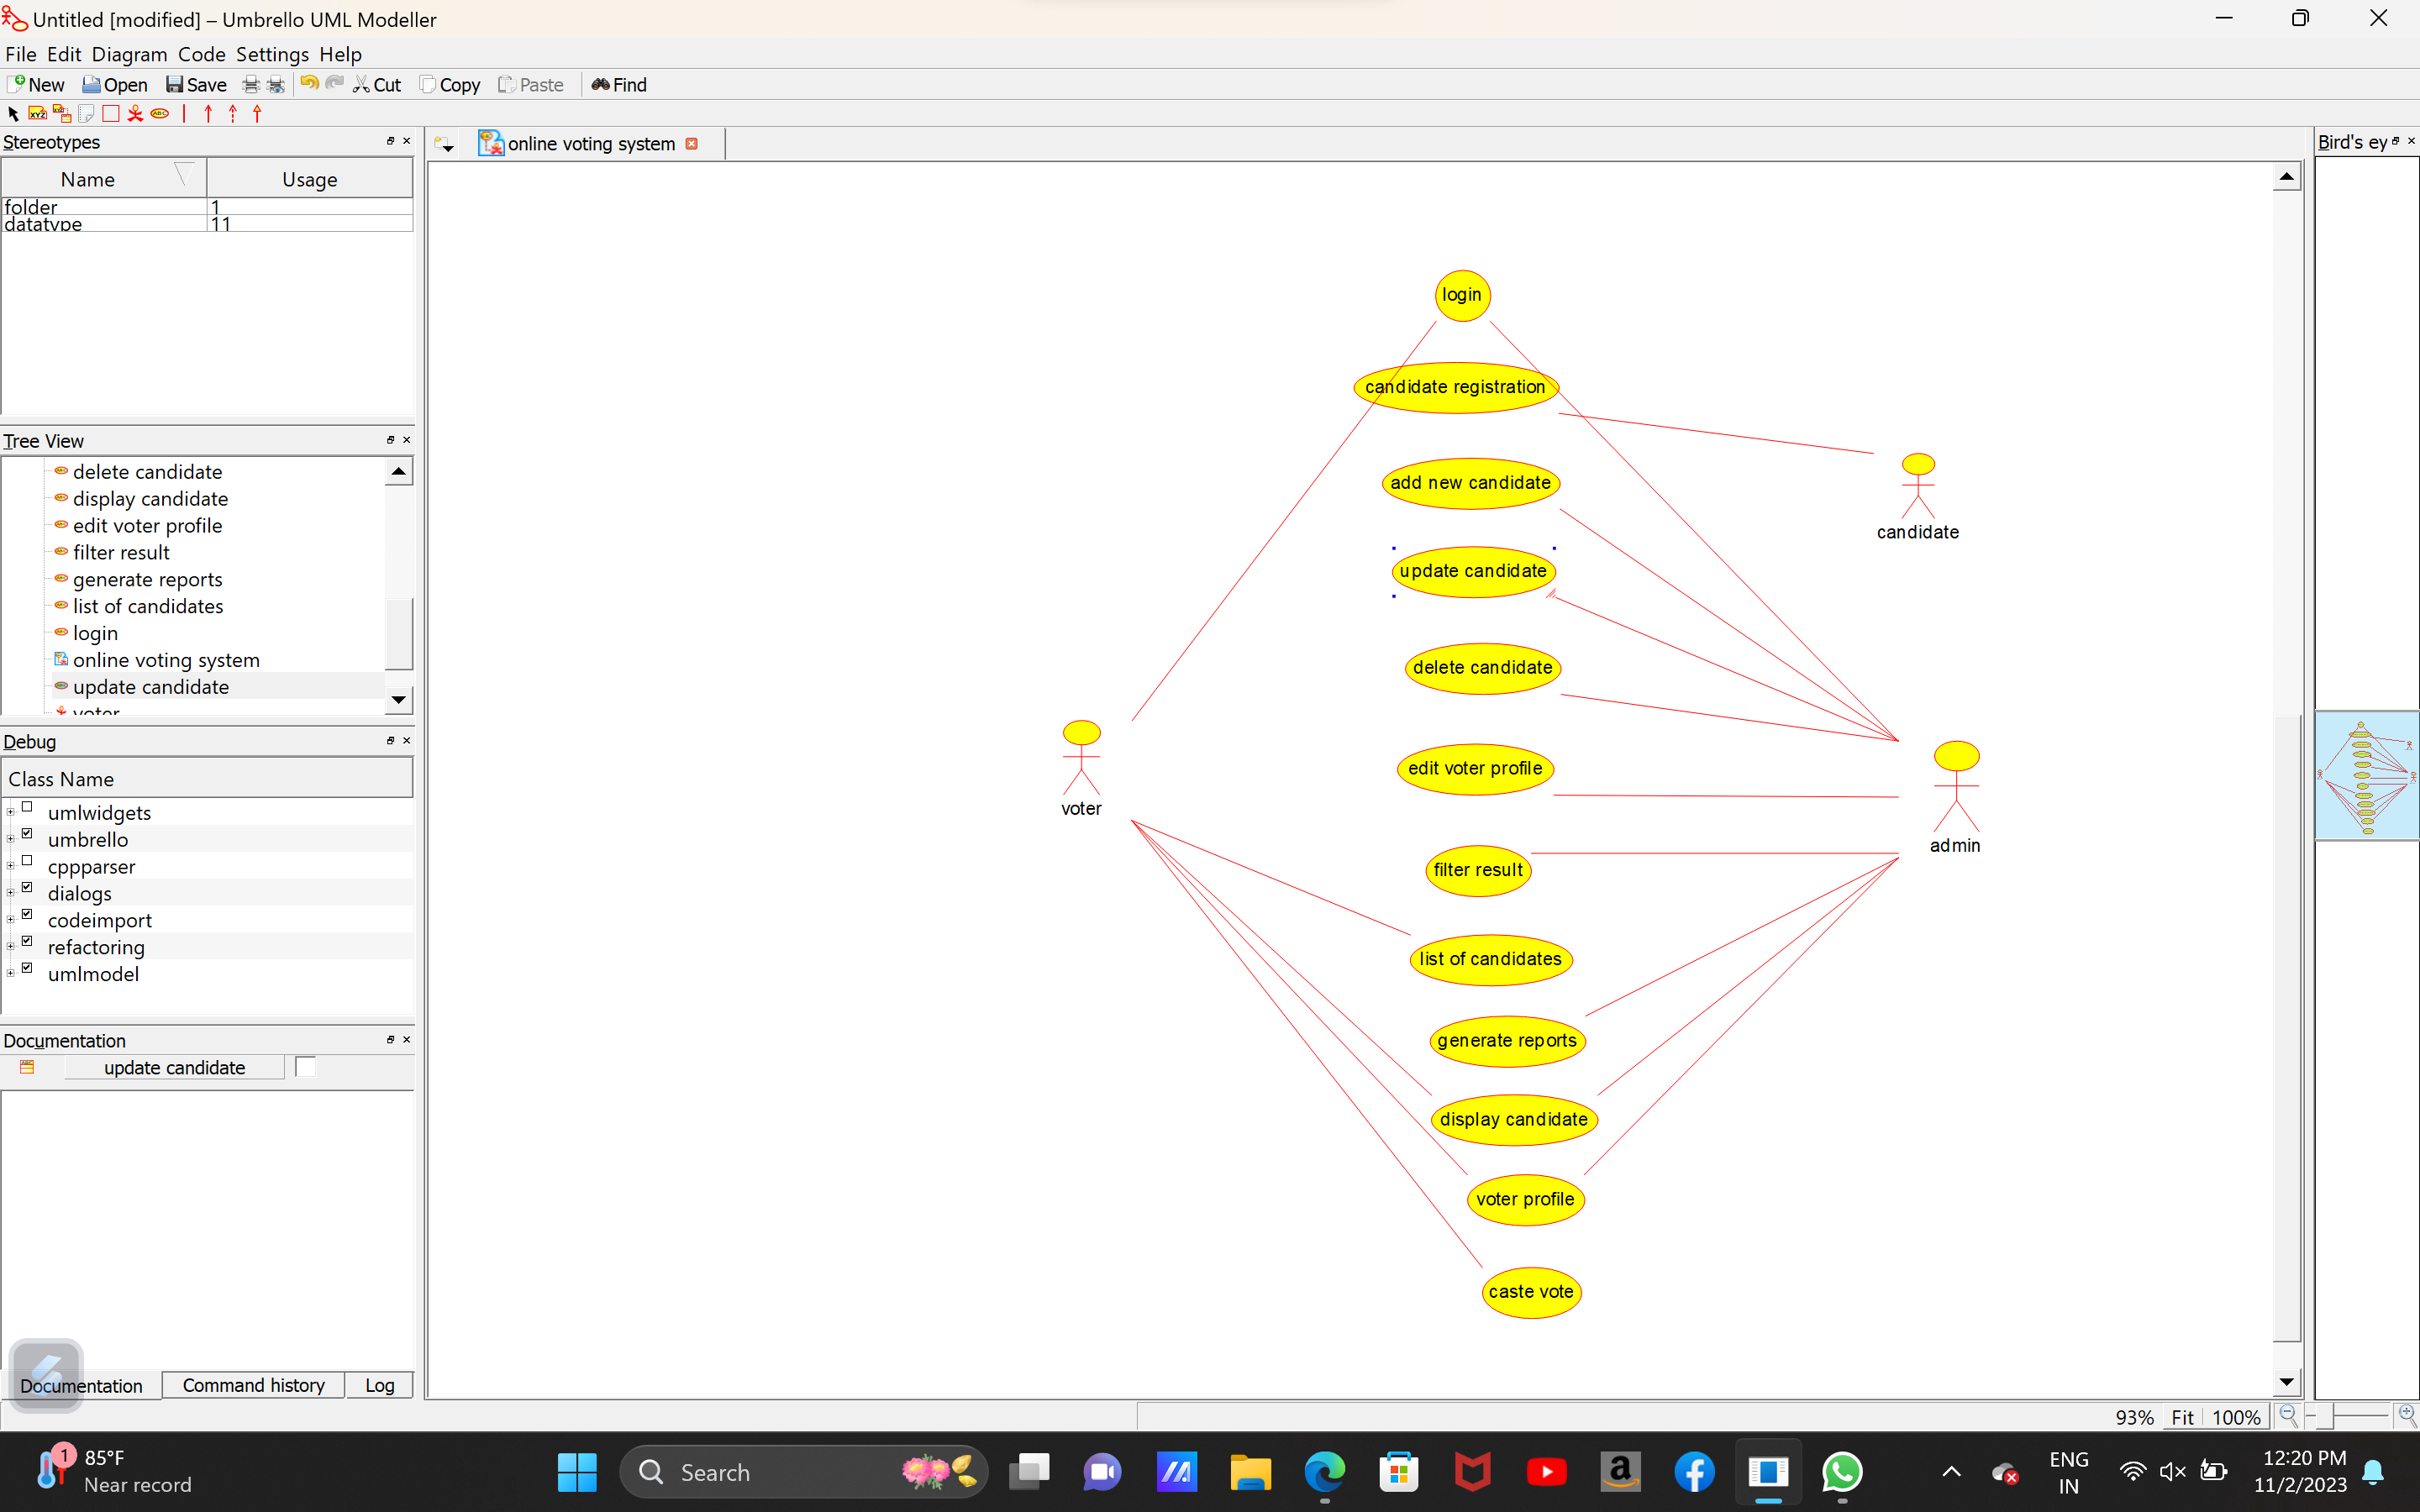 Untitled [modified] – Umbrello UML Modeller
File Edit Diagram Code Settings Help
New Open Save Cut Copy Paste Find
Stereotypes
Name Usage
folder 1
datatype 11
Tree View
delete candidate
display candidate
edit voter profile
filter result
generate reports
list of candidates
login
online voting system
update candidate
voter
Debug
Class Name
umlwidgets
umbrello
cppparser
dialogs
codeimport
refactoring
umlmodel
Documentation
update candidate
Documentation Command history Log
online voting system
login
candidate registration
add new candidate
candidate
update candidate
delete candidate
edit voter profile
voter
admin
filter result
list of candidates
generate reports
display candidate
voter profile
caste vote
Bird's ey
93% Fit 100%
1
85°F
Near record
Search
ENG
IN
12:20 PM
11/2/2023